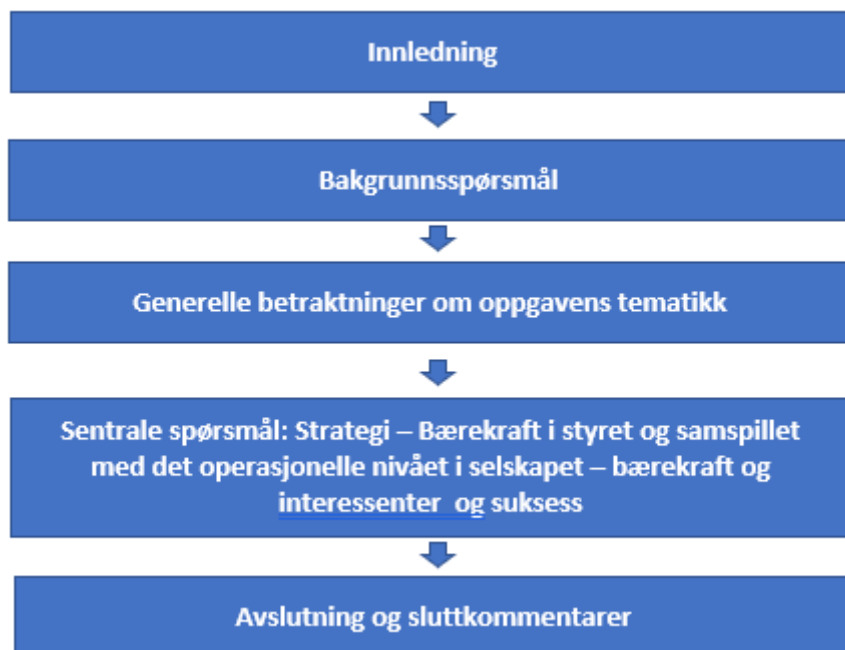 Innledning
Bakgrunnsspørsmål
Generelle betraktninger om oppgavens tematikk
Sentrale spørsmål: Strategi – Bærekraft i styret og samspillet
med det operasjonelle nivået i selskapet – bærekraft og
interessenter og suksess
Avslutning og sluttkommentarer